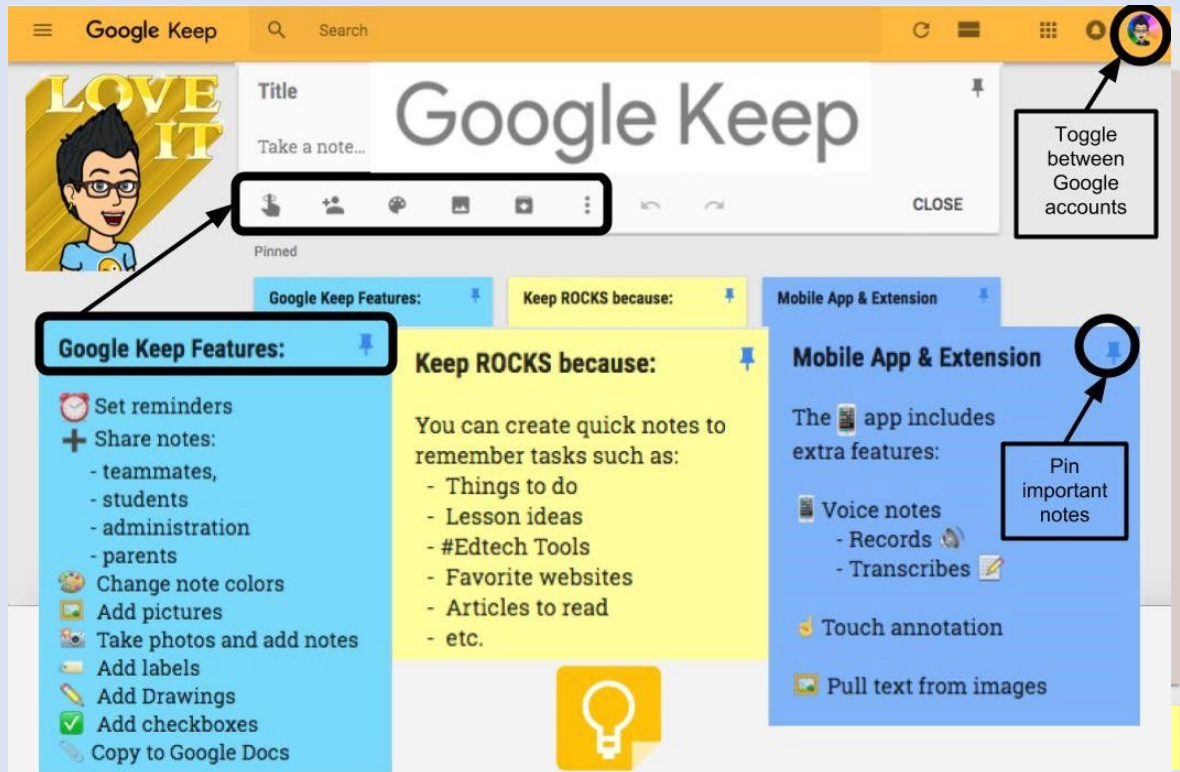 Google Keep
Search
LOVE
IT
Title
Google Keep
Take a note...
CLOSE
Toggle
between
Google
accounts
Pinned
Google Keep Features:
Keep ROCKS because:
Mobile App & Extension
Google Keep Features:
Set reminders
Share notes:
- teammates,
- students
- administration
- parents
Change note colors
Add pictures
Take photos and add notes
Add labels
Add Drawings
Add checkboxes
Copy to Google Docs
Keep ROCKS because:
You can create quick notes to
remember tasks such as:
- Things to do
- Lesson ideas
- #Edtech Tools
- Favorite websites
- Articles to read
- etc.
Mobile App & Extension
The app includes
extra features:
Voice notes
- Records
- Transcribes
Touch annotation
Pull text from images
Pin
important
notes